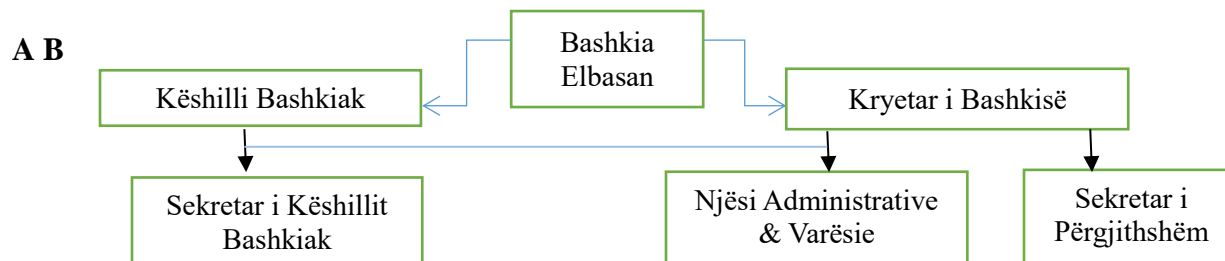 A B
Bashkia
Elbasan
Këshilli Bashkiak
Kryetar i Bashkisë
Sekretar i Këshillit
Bashkiak
Njësi Administrative
& Varësie
Sekretar i
Përgjithshëm